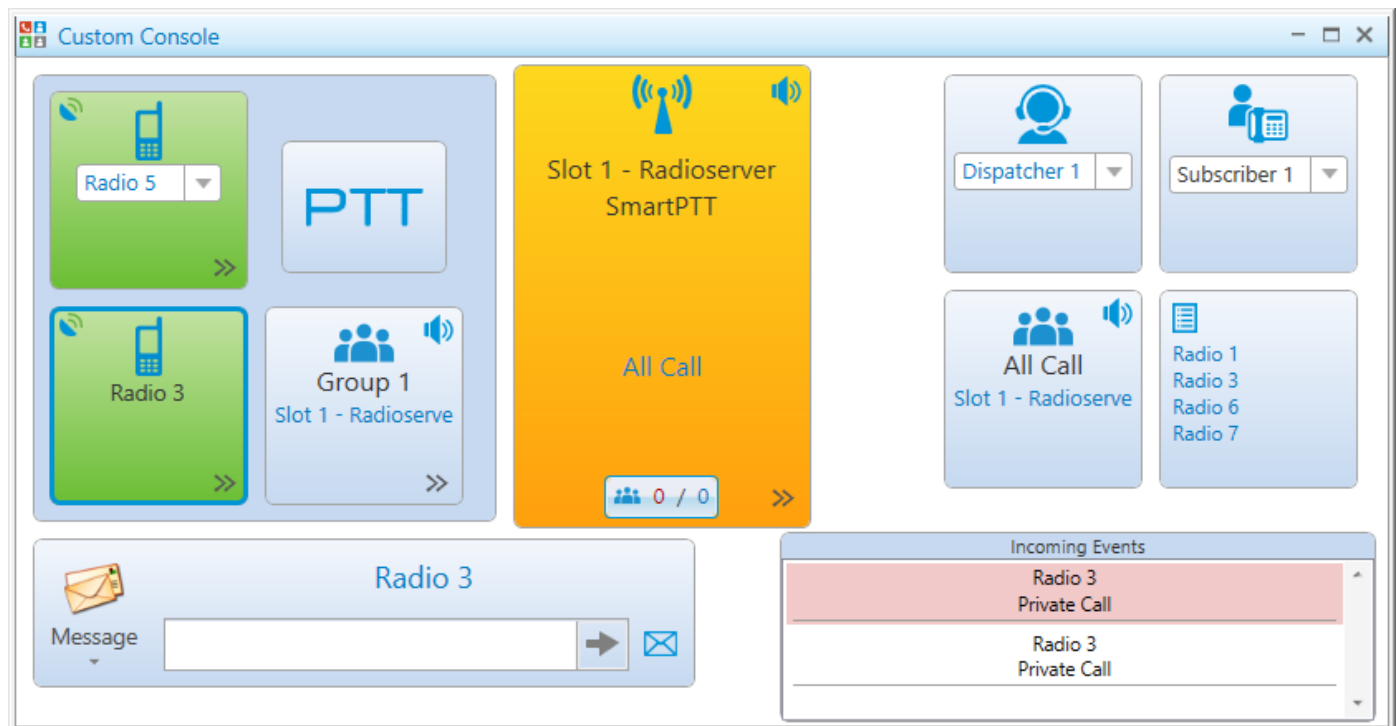 Custom Console
Radio 5
PTT
Radio 3
Group 1
Slot 1 - Radioserve
Slot 1 - Radioserver
SmartPTT
All Call
0 / 0
Dispatcher 1
Subscriber 1
All Call
Slot 1 - Radioserve
Radio 1
Radio 3
Radio 6
Radio 7
Message
Radio 3
Incoming Events
Radio 3
Private Call
Radio 3
Private Call